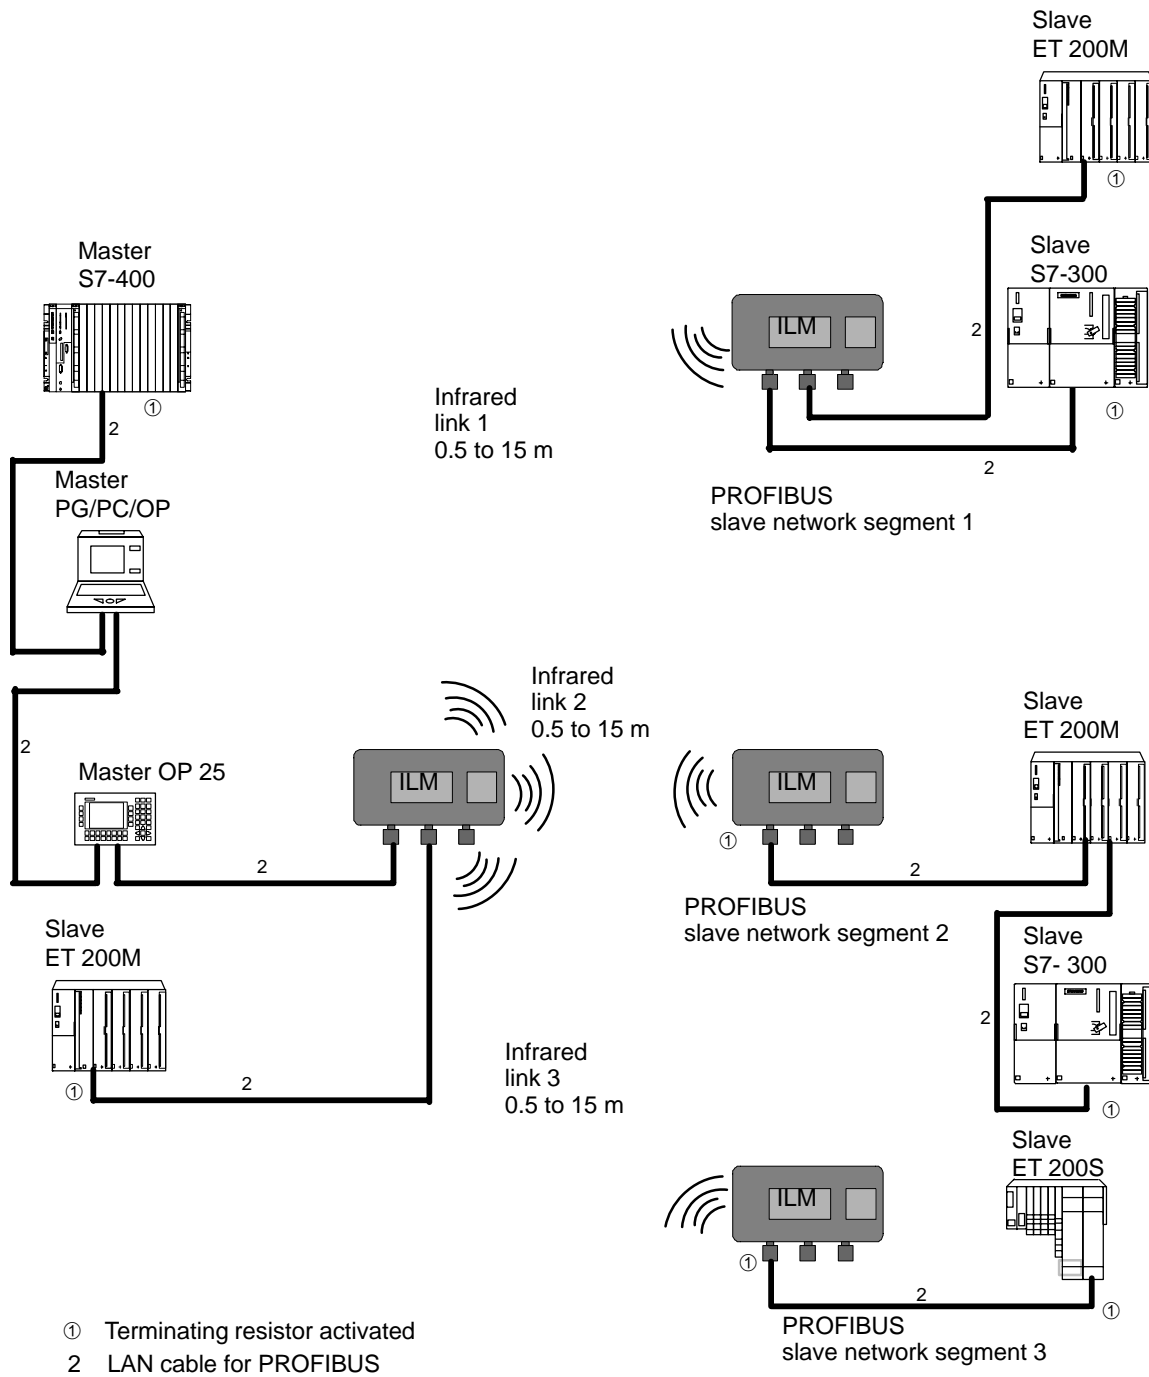 Slave
ET 200M
①
Slave
S7-300
①
2
2
ILM
PROFIBUS
slave network segment 1
Master
S7-400
①
2
Infrared
link 1
0.5 to 15 m
Master
PG/PC/OP
2
Master OP 25
2
ILM
Infrared
link 2
0.5 to 15 m
ILM
①
2
Slave
ET 200M
PROFIBUS
slave network segment 2
Slave
ET 200M
①
2
2
Slave
S7- 300
①
Infrared
link 3
0.5 to 15 m
ILM
①
2
Slave
ET 200S
①
PROFIBUS
slave network segment 3
① Terminating resistor activated
2 LAN cable for PROFIBUS